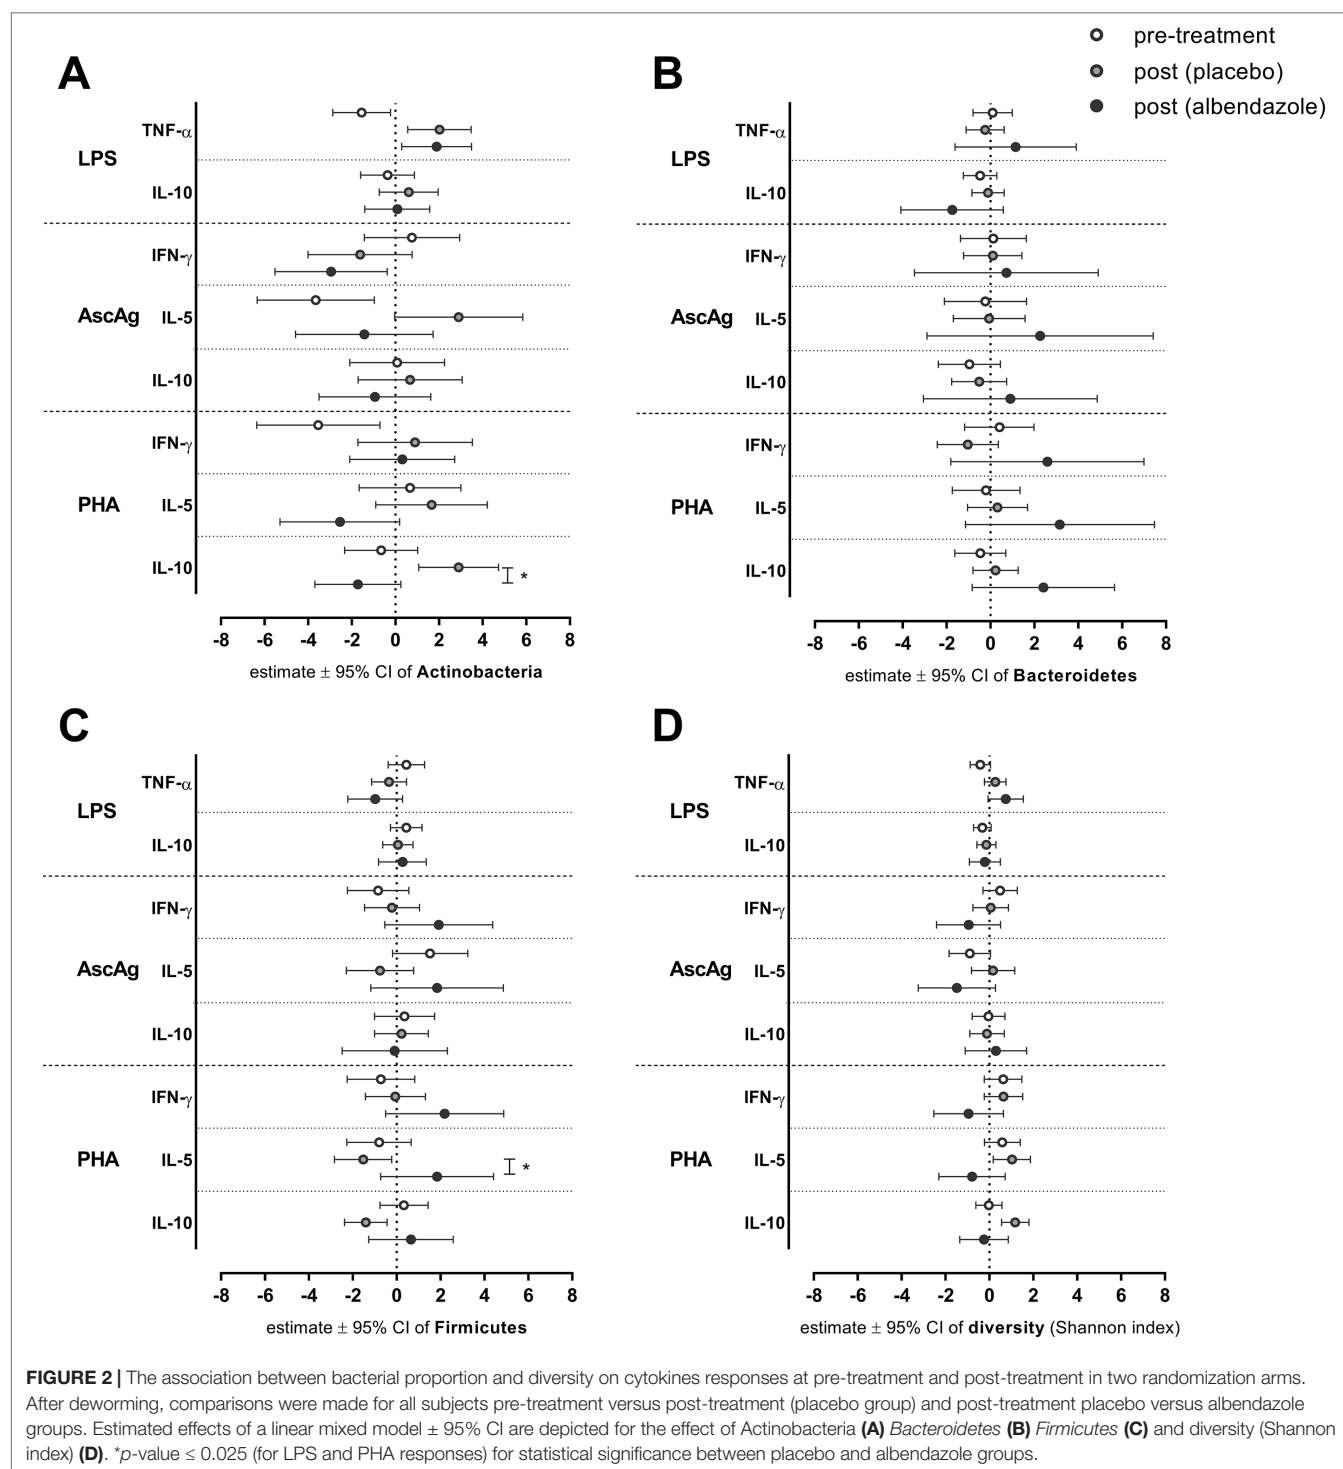 pre-treatment
post (placebo)
post (albendazole)
A
LPS
TNF-α
IL-10
AscAg
IFN-γ
IL-5
IL-10
PHA
IFN-γ
IL-5
IL-10
*
-8 -6 -4 -2 0 2 4 6 8
estimate ± 95% CI of Actinobacteria
B
LPS
TNF-α
IL-10
AscAg
IFN-γ
IL-5
IL-10
PHA
IFN-γ
IL-5
IL-10
-8 -6 -4 -2 0 2 4 6 8
estimate ± 95% CI of Bacteroidetes
C
LPS
TNF-α
IL-10
AscAg
IFN-γ
IL-5
IL-10
PHA
IFN-γ
IL-5
*
IL-10
-8 -6 -4 -2 0 2 4 6 8
estimate ± 95% CI of Firmicutes
D
LPS
TNF-α
IL-10
AscAg
IFN-γ
IL-5
IL-10
PHA
IFN-γ
IL-5
IL-10
-8 -6 -4 -2 0 2 4 6 8
estimate ± 95% CI of diversity (Shannon index)
FIGURE 2 | The association between bacterial proportion and diversity on cytokines responses at pre-treatment and post-treatment in two randomization arms.
After deworming, comparisons were made for all subjects pre-treatment versus post-treatment (placebo group) and post-treatment placebo versus albendazole
groups. Estimated effects of a linear mixed model ± 95% CI are depicted for the effect of Actinobacteria (A) Bacteroidetes (B) Firmicutes (C) and diversity (Shannon
index) (D). *p-value ≤ 0.025 (for LPS and PHA responses) for statistical significance between placebo and albendazole groups.